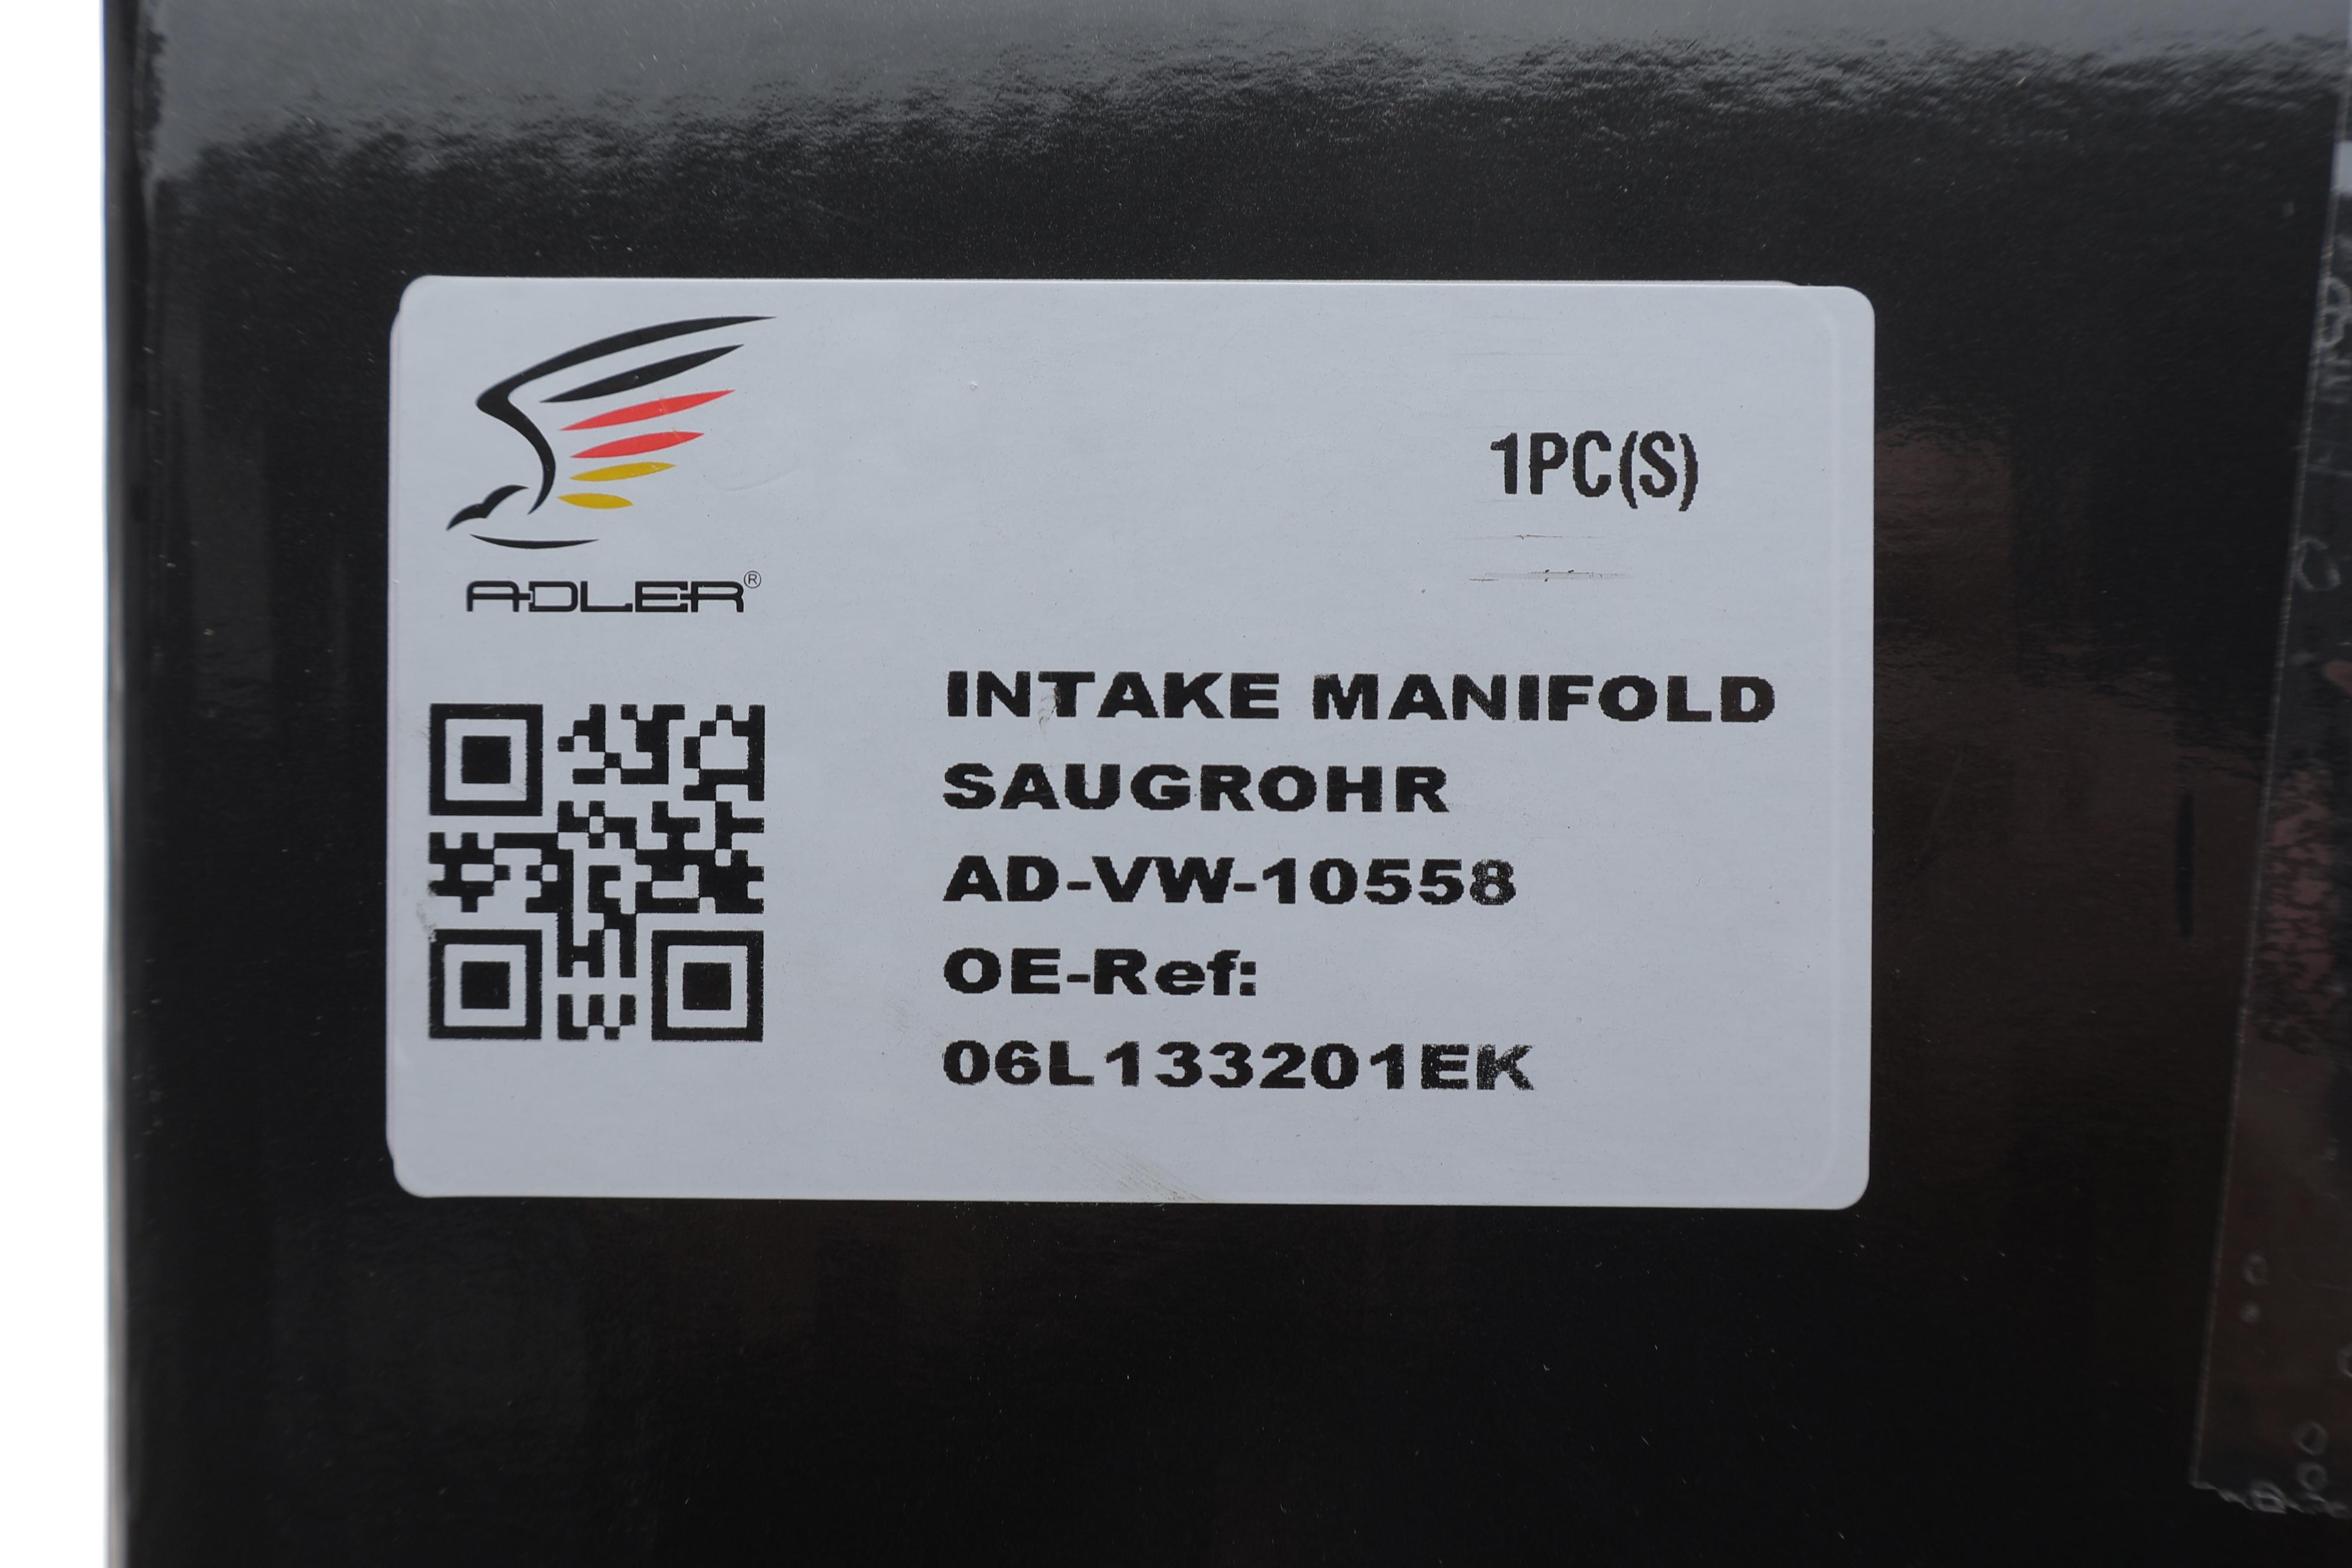 ADLER®
1PC(S)
INTAKE MANIFOLD
SAUGROHR
AD-VW-10558
OE-Ref:
06L133201EK